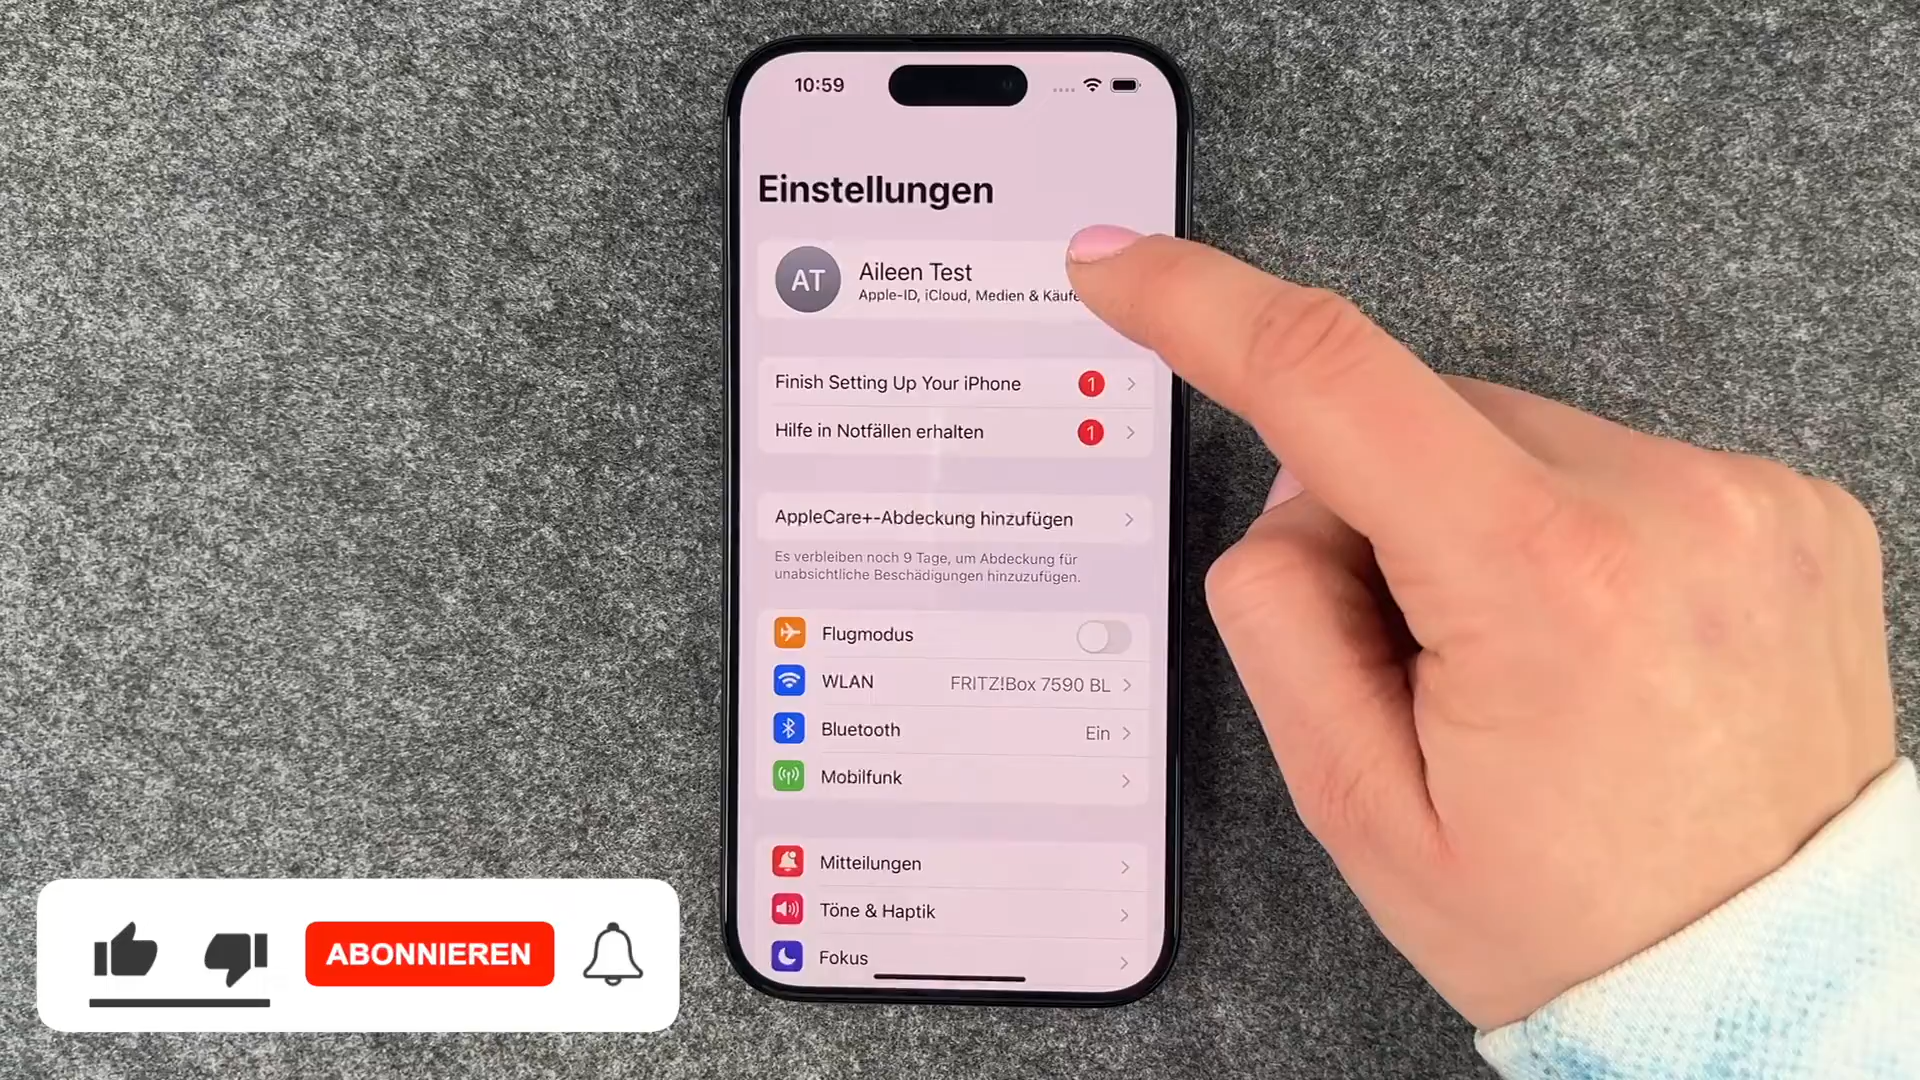 10:59
Einstellungen
AT
Aileen Test
Apple-ID, iCloud, Medien & Käufe
Finish Setting Up Your iPhone 1
Hilfe in Notfällen erhalten 1
AppleCare+-Abdeckung hinzufügen
Es verbleiben noch 9 Tage, um Abdeckung für
unabsichtliche Beschädigungen hinzuzufügen.
Flugmodus
WLAN FRITZ!Box 7590 BL
Bluetooth Ein
Mobilfunk
Mitteilungen
Töne & Haptik
Fokus
ABONNIEREN